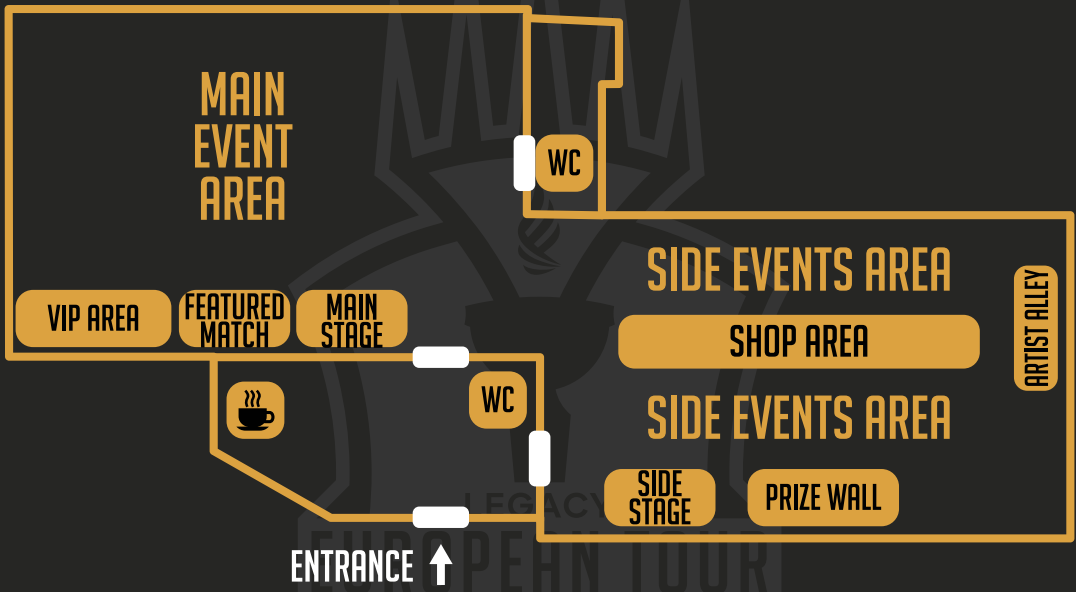 MAIN
EVENT
AREA
WC
VIP AREA
FEATURED
MATCH
MAIN
STAGE
SIDE EVENTS AREA
SHOP AREA
ARTIST ALLEY
SIDE EVENTS AREA
WC
SIDE
STAGE
PRIZE WALL
LEGACY
EUROPEAN TOUR
ENTRANCE